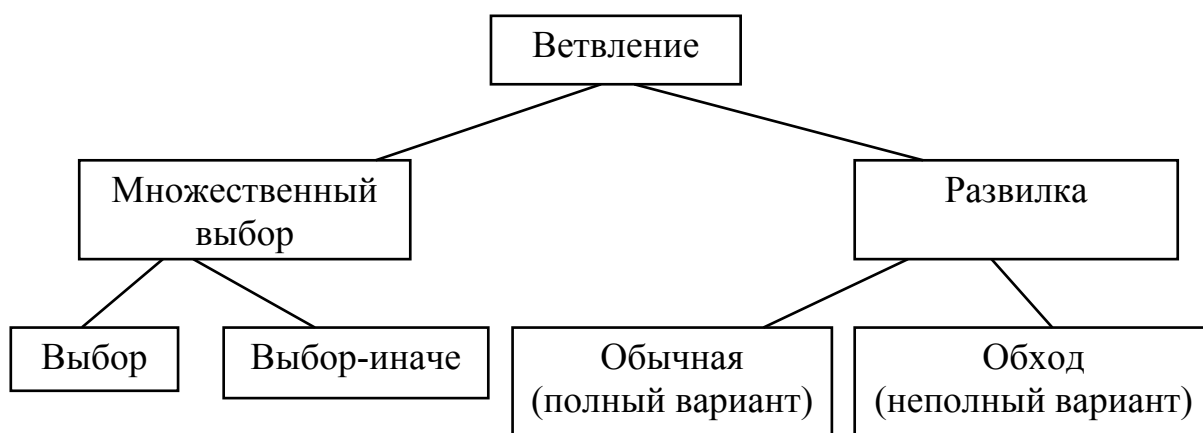 Ветвление
Множественный
выбор
Развилка
Выбор
Выбор-иначе
Обычная
(полный вариант)
Обход
(неполный вариант)